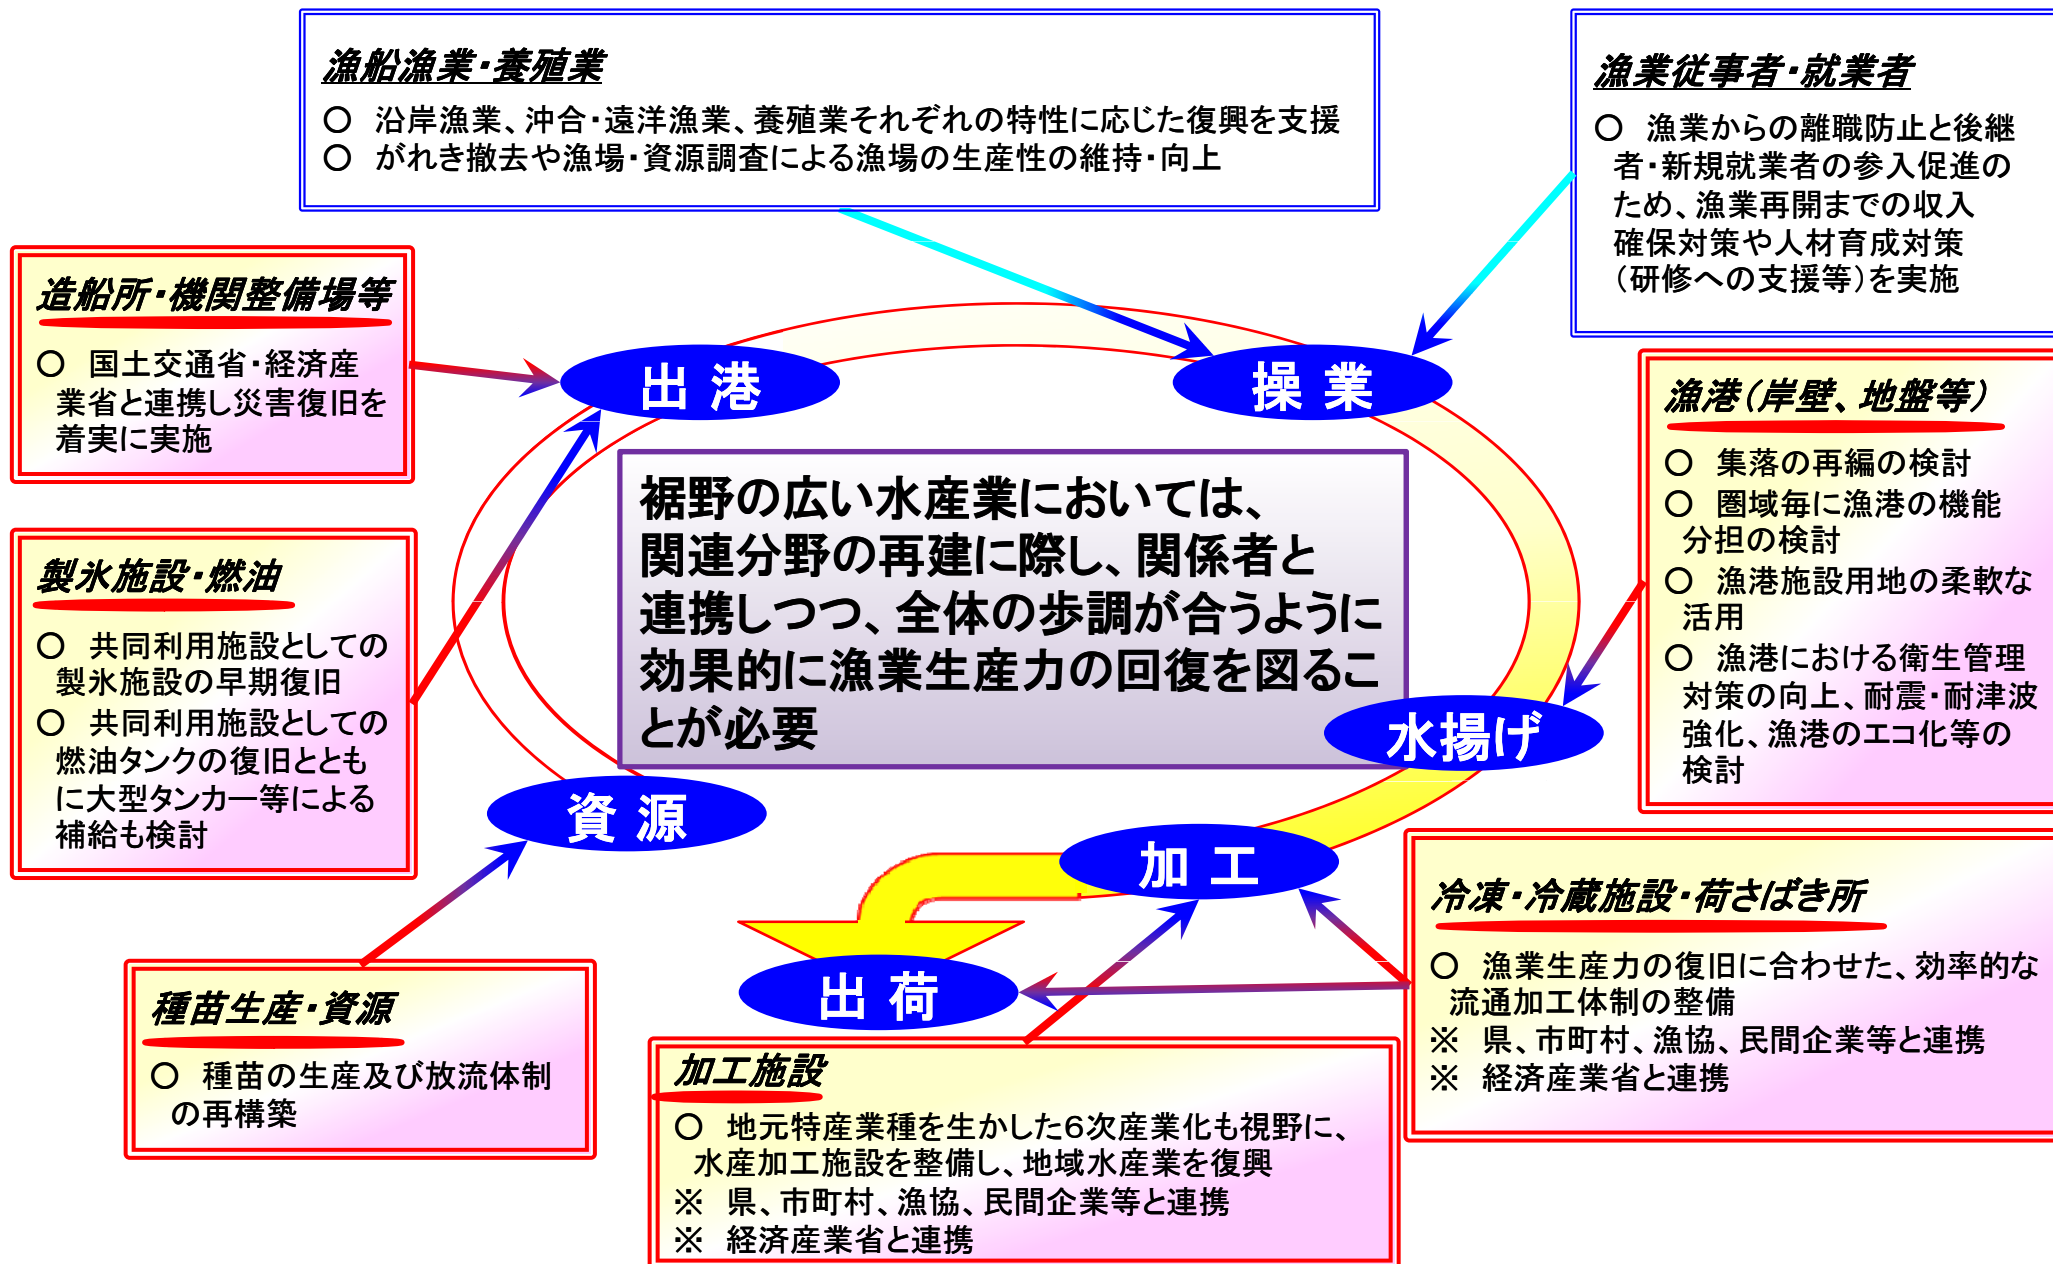 漁船漁業・養殖業
○ 沿岸漁業、沖合・遠洋漁業、養殖業それぞれの特性に応じた復興を支援
○ がれき撤去や漁場・資源調査による漁場の生産性の維持・向上
漁業従事者・就業者
○ 漁業からの離職防止と後継
者・新規就業者の参入促進の
ため、漁業再開までの収入
確保対策や人材育成対策
（研修への支援等）を実施
造船所・機関整備場等
○ 国土交通省・経済産
業省と連携し災害復旧を
着実に実施
出 港
操 業
漁港（岸壁、地盤等）
○ 集落の再編の検討
○ 圏域毎に漁港の機能
分担の検討
○ 漁港施設用地の柔軟な
活用
○ 漁港における衛生管理
対策の向上、耐震・耐津波
強化、漁港のエコ化等の
検討
裾野の広い水産業においては、
関連分野の再建に際し、関係者と
連携しつつ、全体の歩調が合うように
効果的に漁業生産力の回復を図るこ
とが必要
製氷施設・燃油
○ 共同利用施設としての
製氷施設の早期復旧
○ 共同利用施設としての
燃油タンクの復旧ととも
に大型タンカー等による
補給も検討
水揚げ
資 源
加 工
出 荷
冷凍・冷蔵施設・荷さばき所
○ 漁業生産力の復旧に合わせた、効率的な
流通加工体制の整備
※ 県、市町村、漁協、民間企業等と連携
※ 経済産業省と連携
種苗生産・資源
○ 種苗の生産及び放流体制
の再構築
加工施設
○ 地元特産業種を生かした６次産業化も視野に、
水産加工施設を整備し、地域水産業を復興
※ 県、市町村、漁協、民間企業等と連携
※ 経済産業省と連携